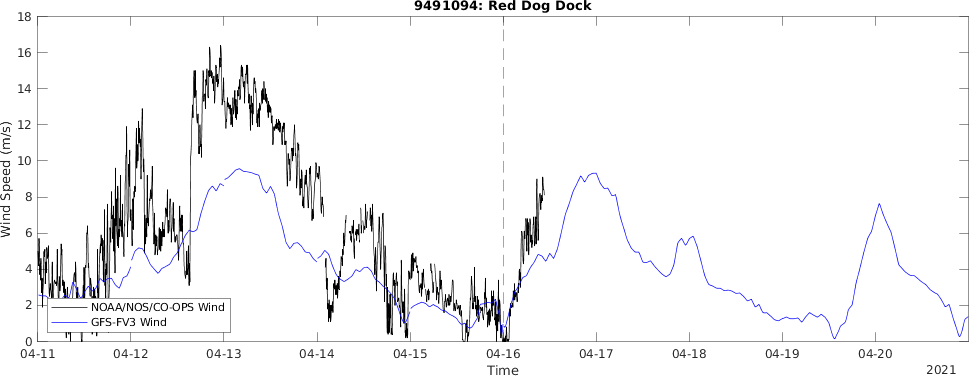 9491094: Red Dog Dock
18
16
14
12
10
8
6
4
2
0
Wind Speed (m/s)
NOAA/NOS/CO-OPS Wind
GFS-FV3 Wind
04-11 04-12 04-13 04-14 04-15 04-16 04-17 04-18 04-19 04-20
Time
2021